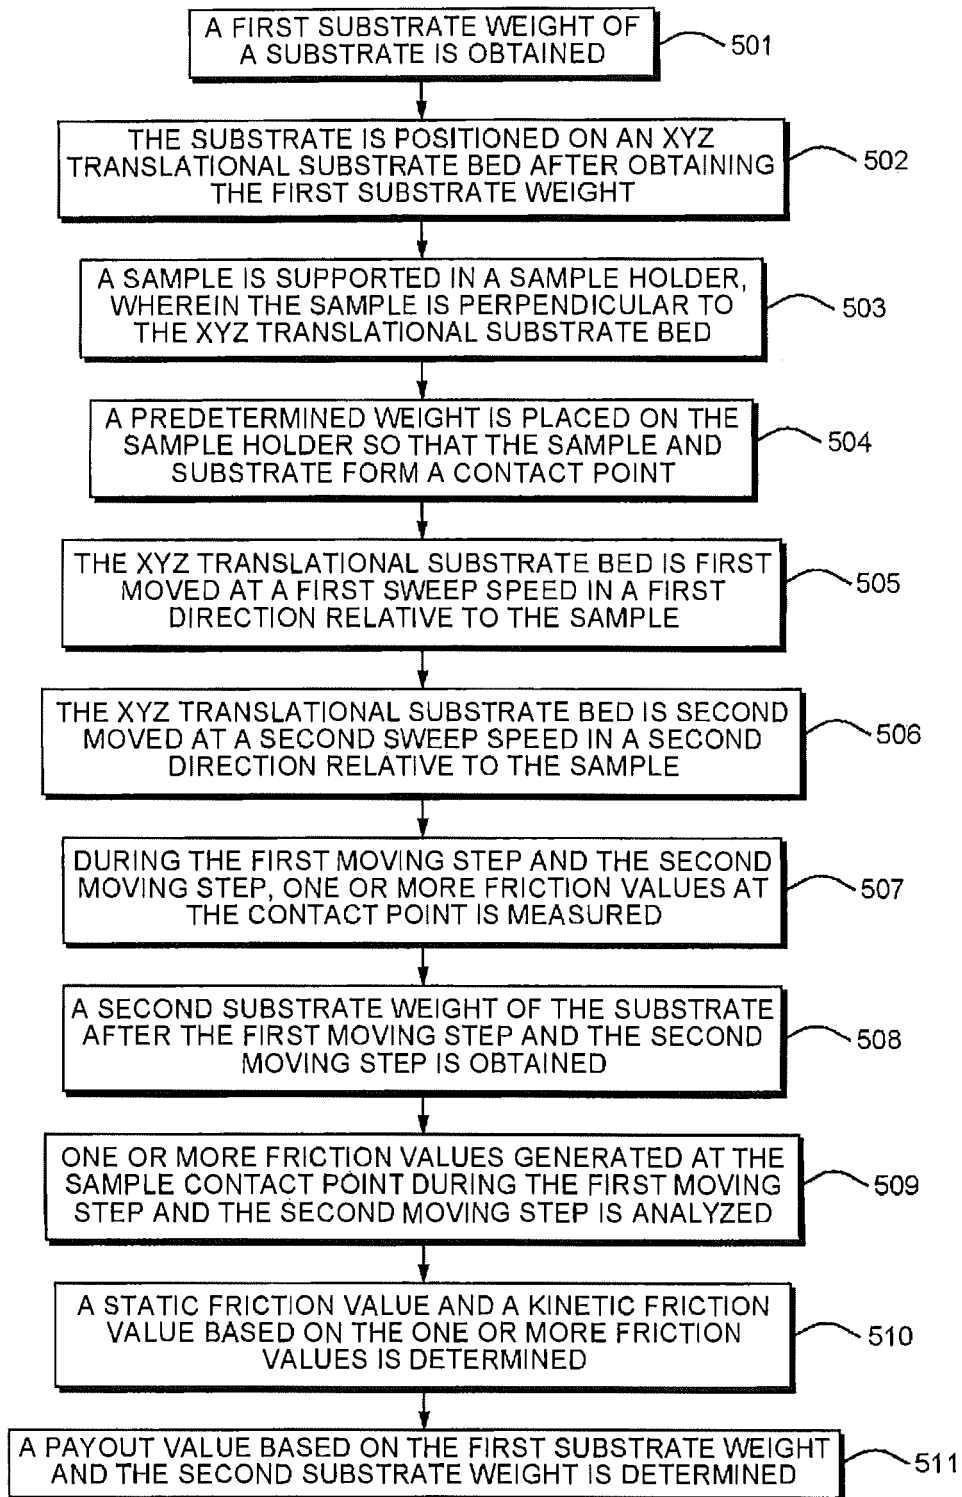 A FIRST SUBSTRATE WEIGHT OF
A SUBSTRATE IS OBTAINED
501
THE SUBSTRATE IS POSITIONED ON AN XYZ
TRANSLATIONAL SUBSTRATE BED AFTER OBTAINING
THE FIRST SUBSTRATE WEIGHT
502
A SAMPLE IS SUPPORTED IN A SAMPLE HOLDER,
WHEREIN THE SAMPLE IS PERPENDICULAR TO
THE XYZ TRANSLATIONAL SUBSTRATE BED
503
A PREDETERMINED WEIGHT IS PLACED ON THE
SAMPLE HOLDER SO THAT THE SAMPLE AND
SUBSTRATE FORM A CONTACT POINT
504
THE XYZ TRANSLATIONAL SUBSTRATE BED IS FIRST
MOVED AT A FIRST SWEEP SPEED IN A FIRST
DIRECTION RELATIVE TO THE SAMPLE
505
THE XYZ TRANSLATIONAL SUBSTRATE BED IS SECOND
MOVED AT A SECOND SWEEP SPEED IN A SECOND
DIRECTION RELATIVE TO THE SAMPLE
506
DURING THE FIRST MOVING STEP AND THE SECOND
MOVING STEP, ONE OR MORE FRICTION VALUES AT
THE CONTACT POINT IS MEASURED
507
A SECOND SUBSTRATE WEIGHT OF THE SUBSTRATE
AFTER THE FIRST MOVING STEP AND THE SECOND
MOVING STEP IS OBTAINED
508
ONE OR MORE FRICTION VALUES GENERATED AT THE
SAMPLE CONTACT POINT DURING THE FIRST MOVING
STEP AND THE SECOND MOVING STEP IS ANALYZED
509
A STATIC FRICTION VALUE AND A KINETIC FRICTION
VALUE BASED ON THE ONE OR MORE FRICTION
VALUES IS DETERMINED
510
A PAYOUT VALUE BASED ON THE FIRST SUBSTRATE WEIGHT
AND THE SECOND SUBSTRATE WEIGHT IS DETERMINED
511